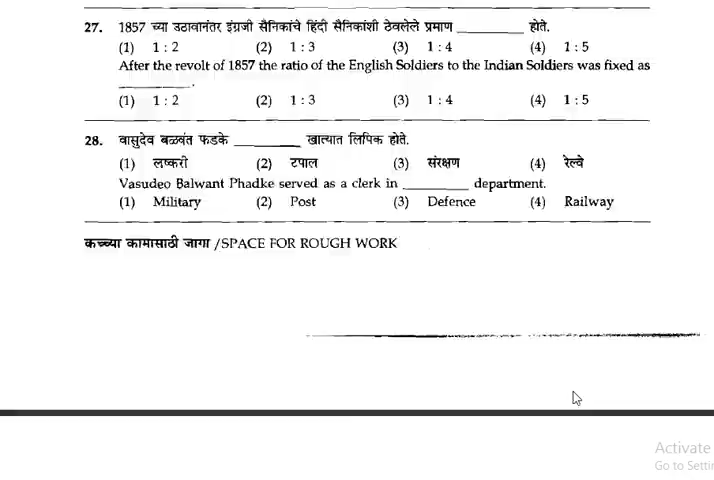 27. 1857 च्या उठावानंतर इंग्रजी सैनिकांचे हिंदी सैनिकांशी ठेवलेले प्रमाण ________ होते.
(1) 1 : 2 (2) 1 : 3 (3) 1 : 4 (4) 1 : 5
After the revolt of 1857 the ratio of the English Soldiers to the Indian Soldiers was fixed as
________.
(1) 1 : 2 (2) 1 : 3 (3) 1 : 4 (4) 1 : 5
28. वासुदेव बळवंत फडके ________ खात्यात लिपिक होते.
(1) लष्करी (2) टपाल (3) संरक्षण (4) रेल्वे
Vasudeo Balwant Phadke served as a clerk in ________ department.
(1) Military (2) Post (3) Defence (4) Railway
कच्च्या कामासाठी जागा /SPACE FOR ROUGH WORK
Activate
Go to Settin